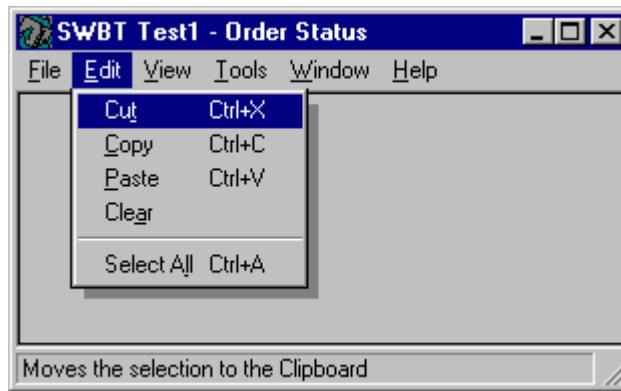 SWBT Test1 - Order Status
File Edit View Tools Window Help
Cut Ctrl+X
Copy Ctrl+C
Paste Ctrl+V
Clear
Select All Ctrl+A
Moves the selection to the Clipboard